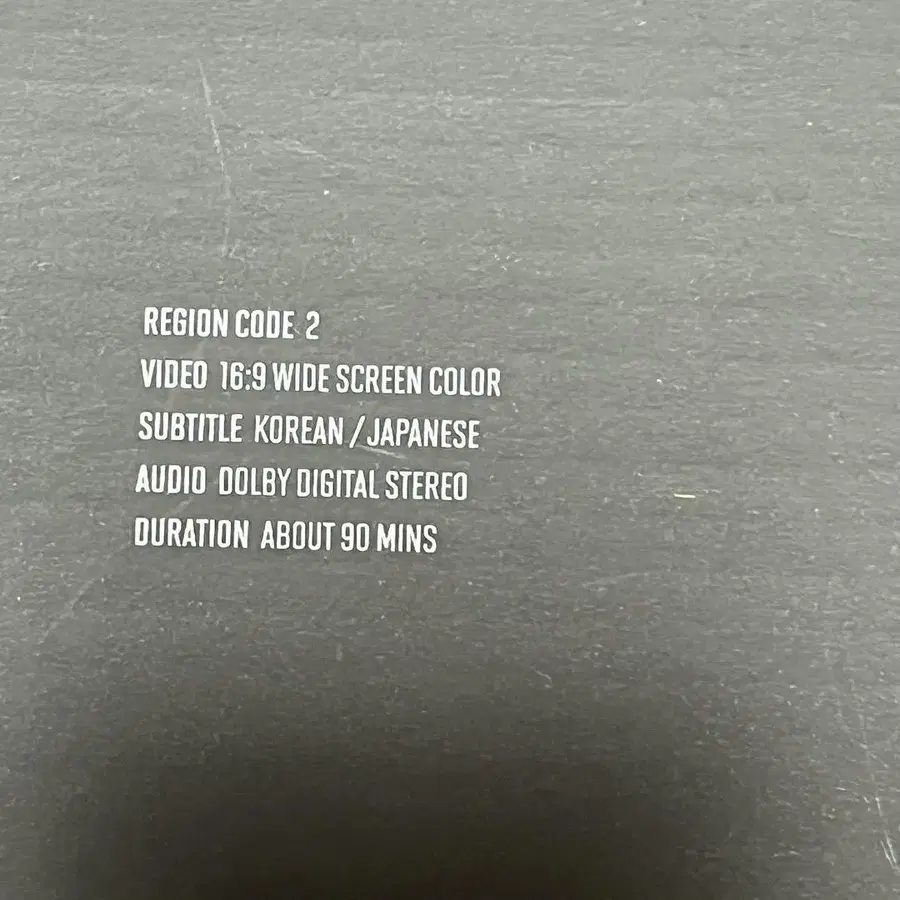 REGION CODE 2
VIDEO 16:9 WIDE SCREEN COLOR
SUBTITLE KOREAN / JAPANESE
AUDIO DOLBY DIGITAL STEREO
DURATION ABOUT 90 MINS